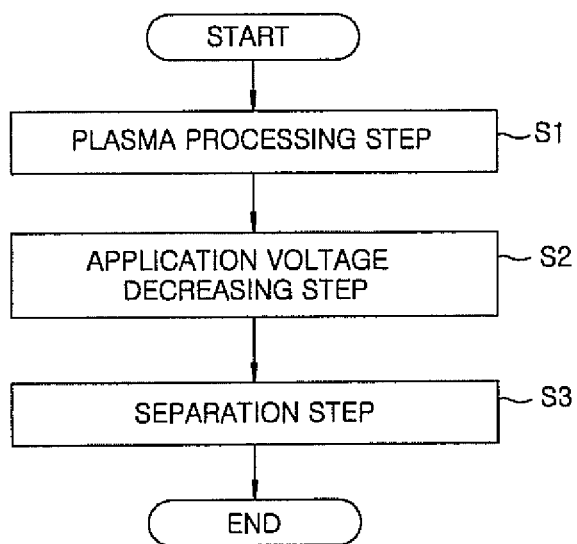 START
PLASMA PROCESSING STEP
S1
APPLICATION VOLTAGE
DECREASING STEP
S2
SEPARATION STEP
S3
END